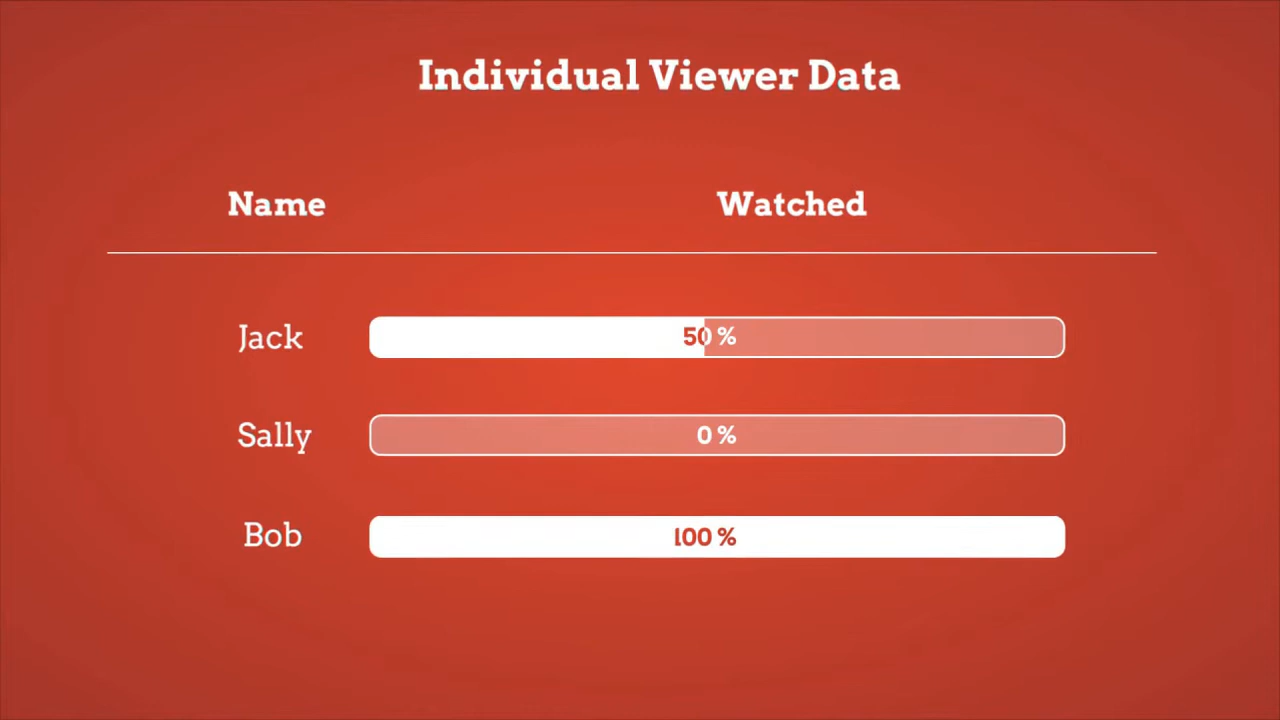 Individual Viewer Data
Name Watched
Jack 50 %
Sally 0 %
Bob 100 %